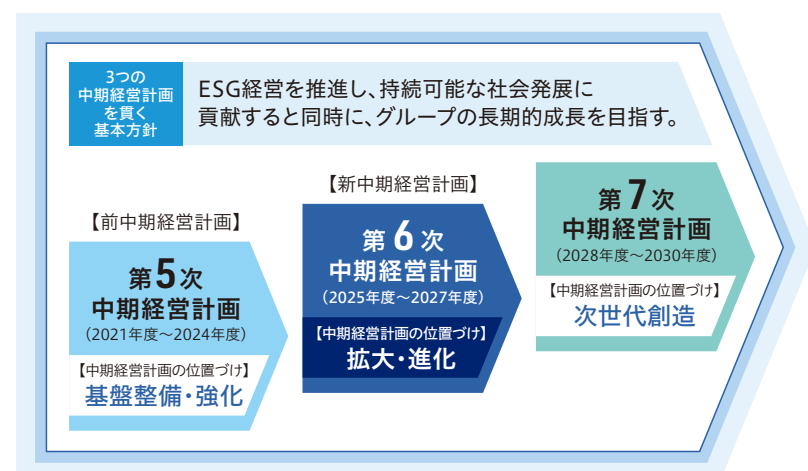 3つの
中期経営計画
を貫く
基本方針
ESG経営を推進し、持続可能な社会発展に
貢献すると同時に、グループの長期的成長を目指す。
【前中期経営計画】
第5次
中期経営計画
（2021年度～2024年度）
【中期経営計画の位置づけ】
基盤整備・強化
【新中期経営計画】
第6次
中期経営計画
（2025年度～2027年度）
【中期経営計画の位置づけ】
拡大・進化
第7次
中期経営計画
（2028年度～2030年度）
【中期経営計画の位置づけ】
次世代創造